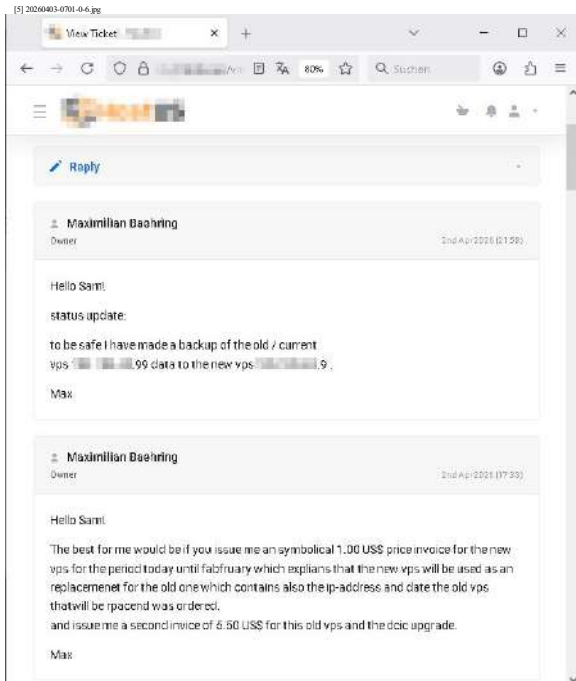 [5] 20260403-0701-0-6.jpg
View Ticket
80%
Suchen
Reply
Maximilian Baehring
Owner
2nd Apr 2026 (21:58)
Hello Sam!
status update:
to be safe I have made a backup of the old / current
vps .99 data to the new vps .9 .
Max
Maximilian Baehring
Owner
2nd Apr 2026
Hello Sam!
The best for me would be if you issue me an symbolical 1.00 US$ price invoice for the new
vps for the period today until fabfruary which explians that the new vps will be used as an
replacemenet for the old one which contains also the ip-address and date the old vps
thatwill be rpacend was ordered.
and issue me a second invice of 6.50 US$ for this old vps and the dcic upgrade.
Max